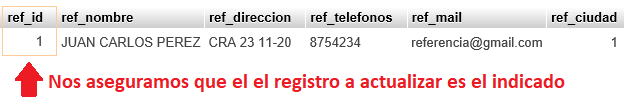 ref_id ref_nombre ref_direccion ref_telefonos ref_mail ref_ciudad
1 JUAN CARLOS PEREZ CRA 23 11-20 8754234 referencia@gmail.com 1
Nos aseguramos que el el registro a actualizar es el indicado